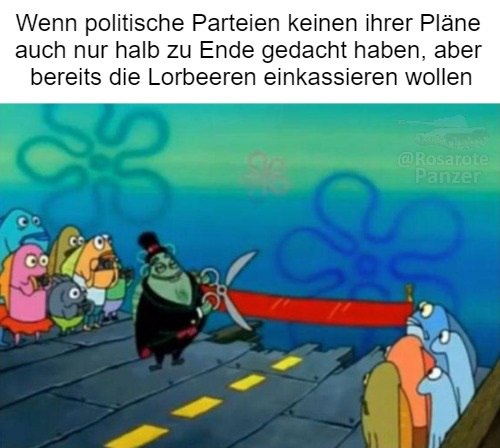 Wenn politische Parteien keinen ihrer Pläne
auch nur halb zu Ende gedacht haben, aber
bereits die Lorbeeren einkassieren wollen
@Rosarote
Panzer